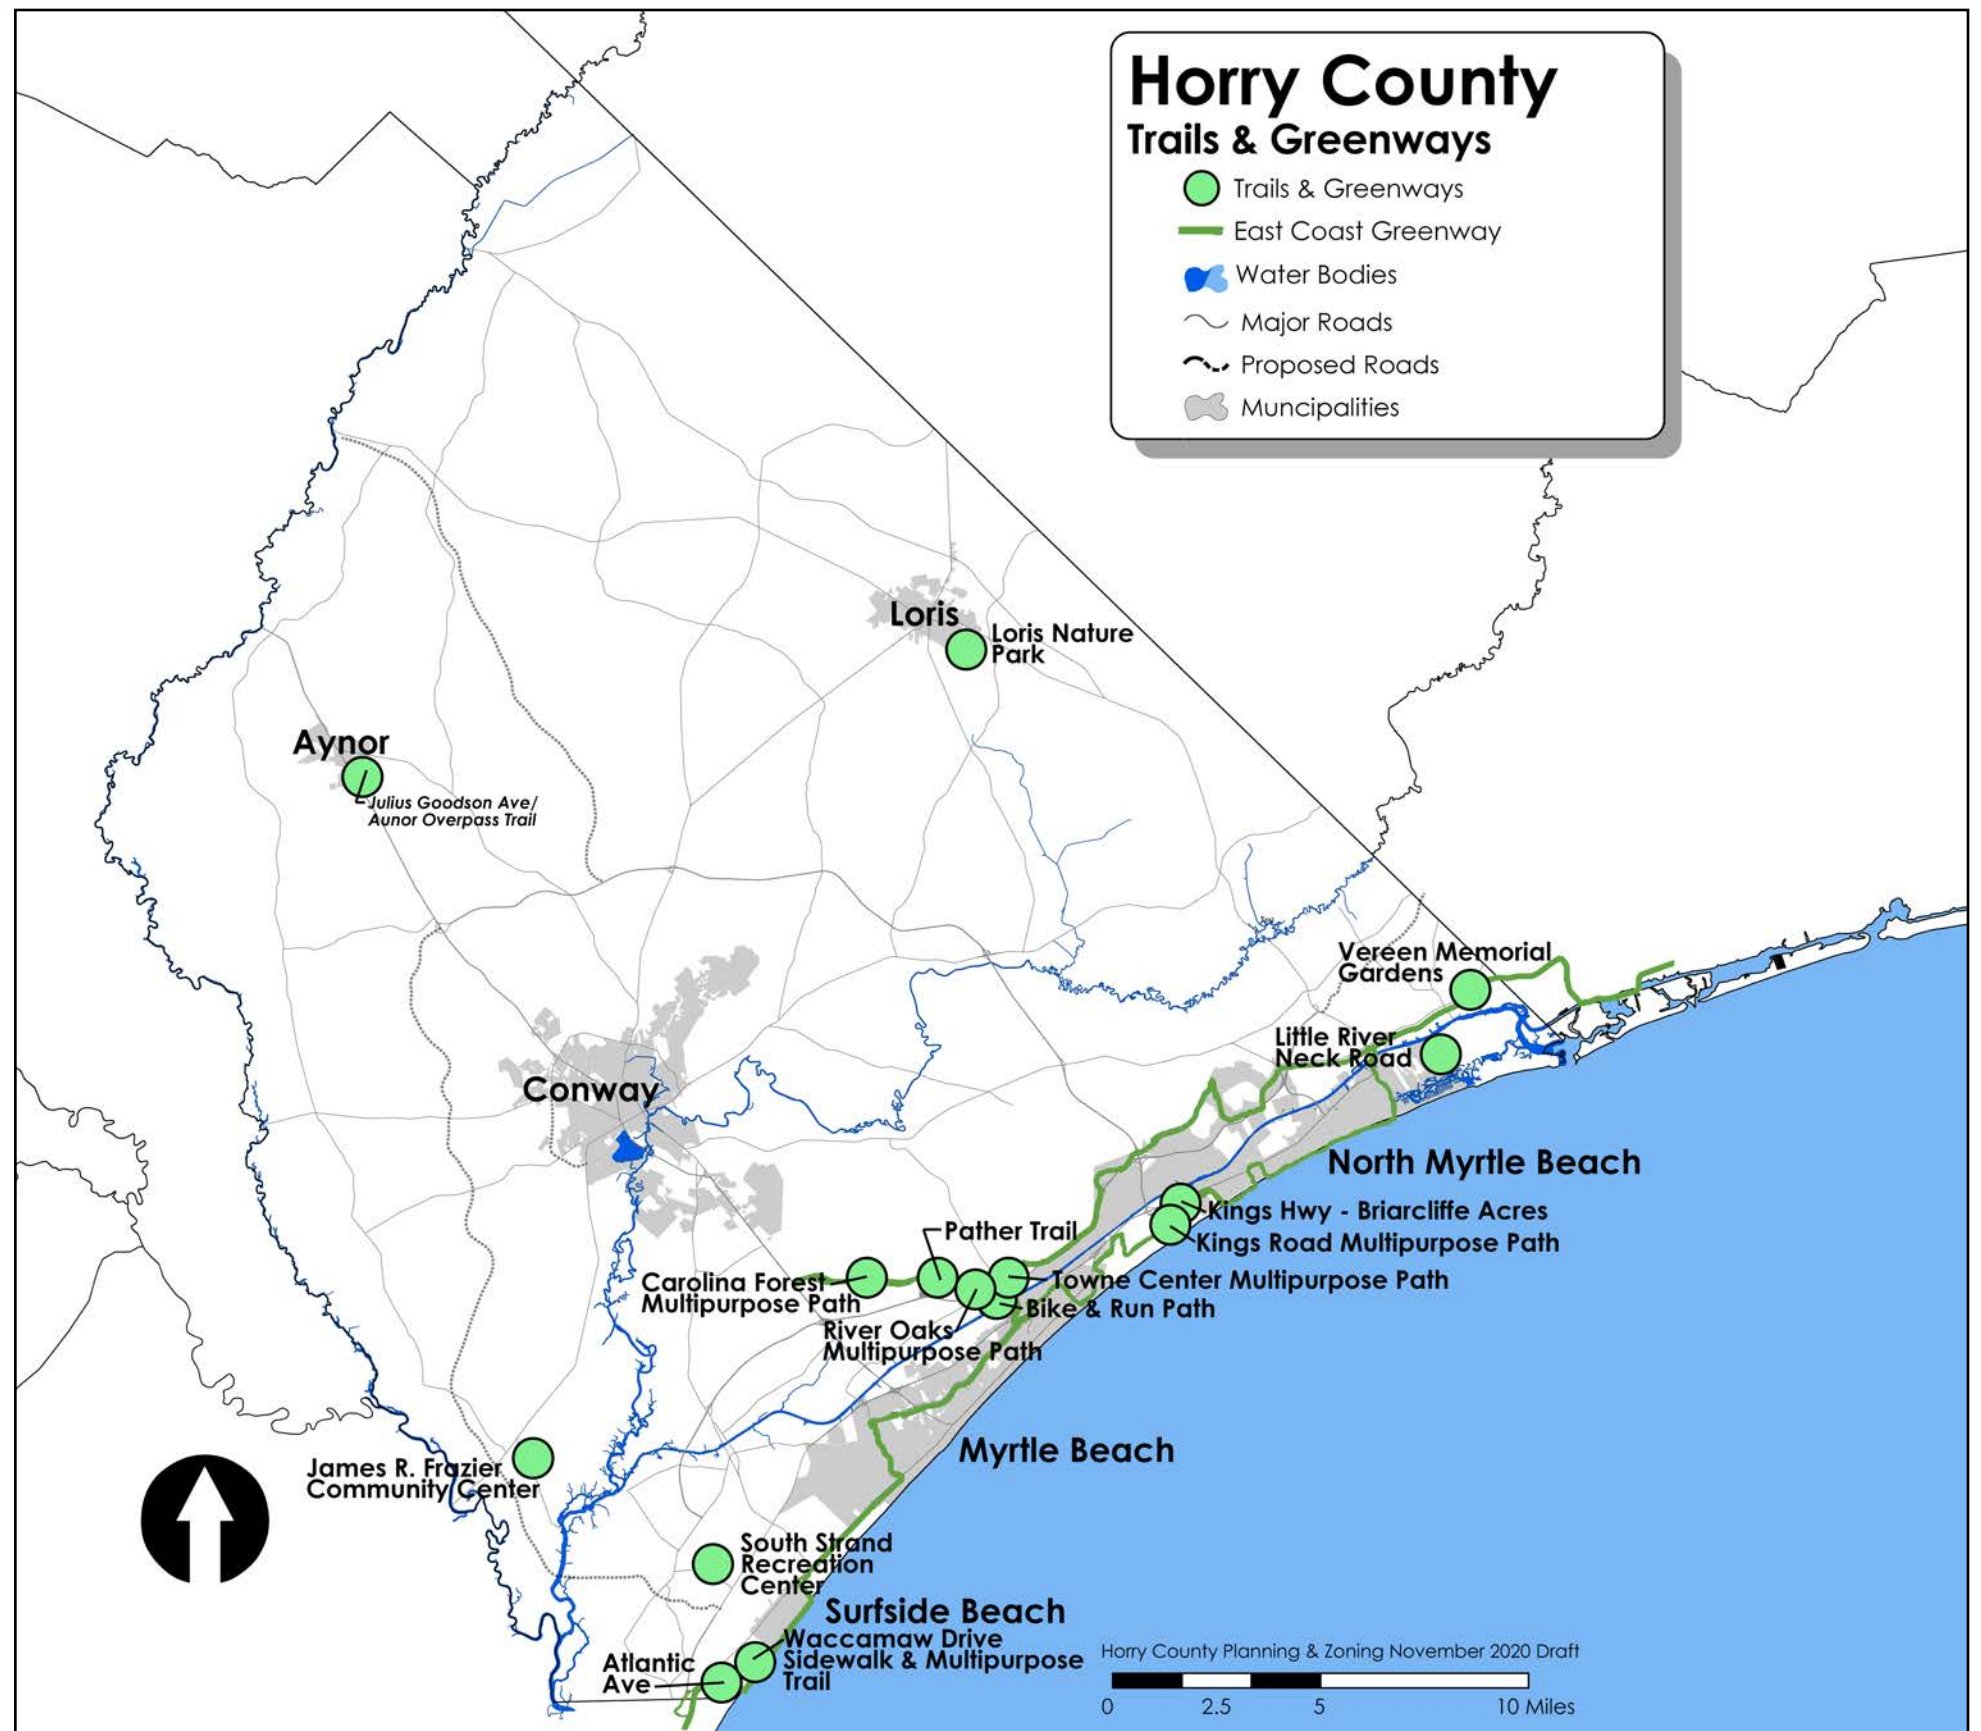 Horry County
Trails & Greenways
Trails & Greenways
East Coast Greenway
Water Bodies
Major Roads
Proposed Roads
Muncipalities
Loris
Loris Nature
Park
Aynor
Julius Goodson Ave/
Aunor Overpass Trail
Vereen Memorial
Gardens
Little River
Neck Road
Conway
North Myrtle Beach
Kings Hwy - Briarcliffe Acres
Kings Road Multipurpose Path
Pather Trail
Carolina Forest
Multipurpose Path
Towne Center Multipurpose Path
Bike & Run Path
River Oaks
Multipurpose Path
Myrtle Beach
James R. Frazier
Community Center
South Strand
Recreation
Center
Surfside Beach
Waccamaw Drive
Sidewalk & Multipurpose
Trail
Atlantic
Ave
Horry County Planning & Zoning November 2020 Draft
0 2.5 5 10 Miles